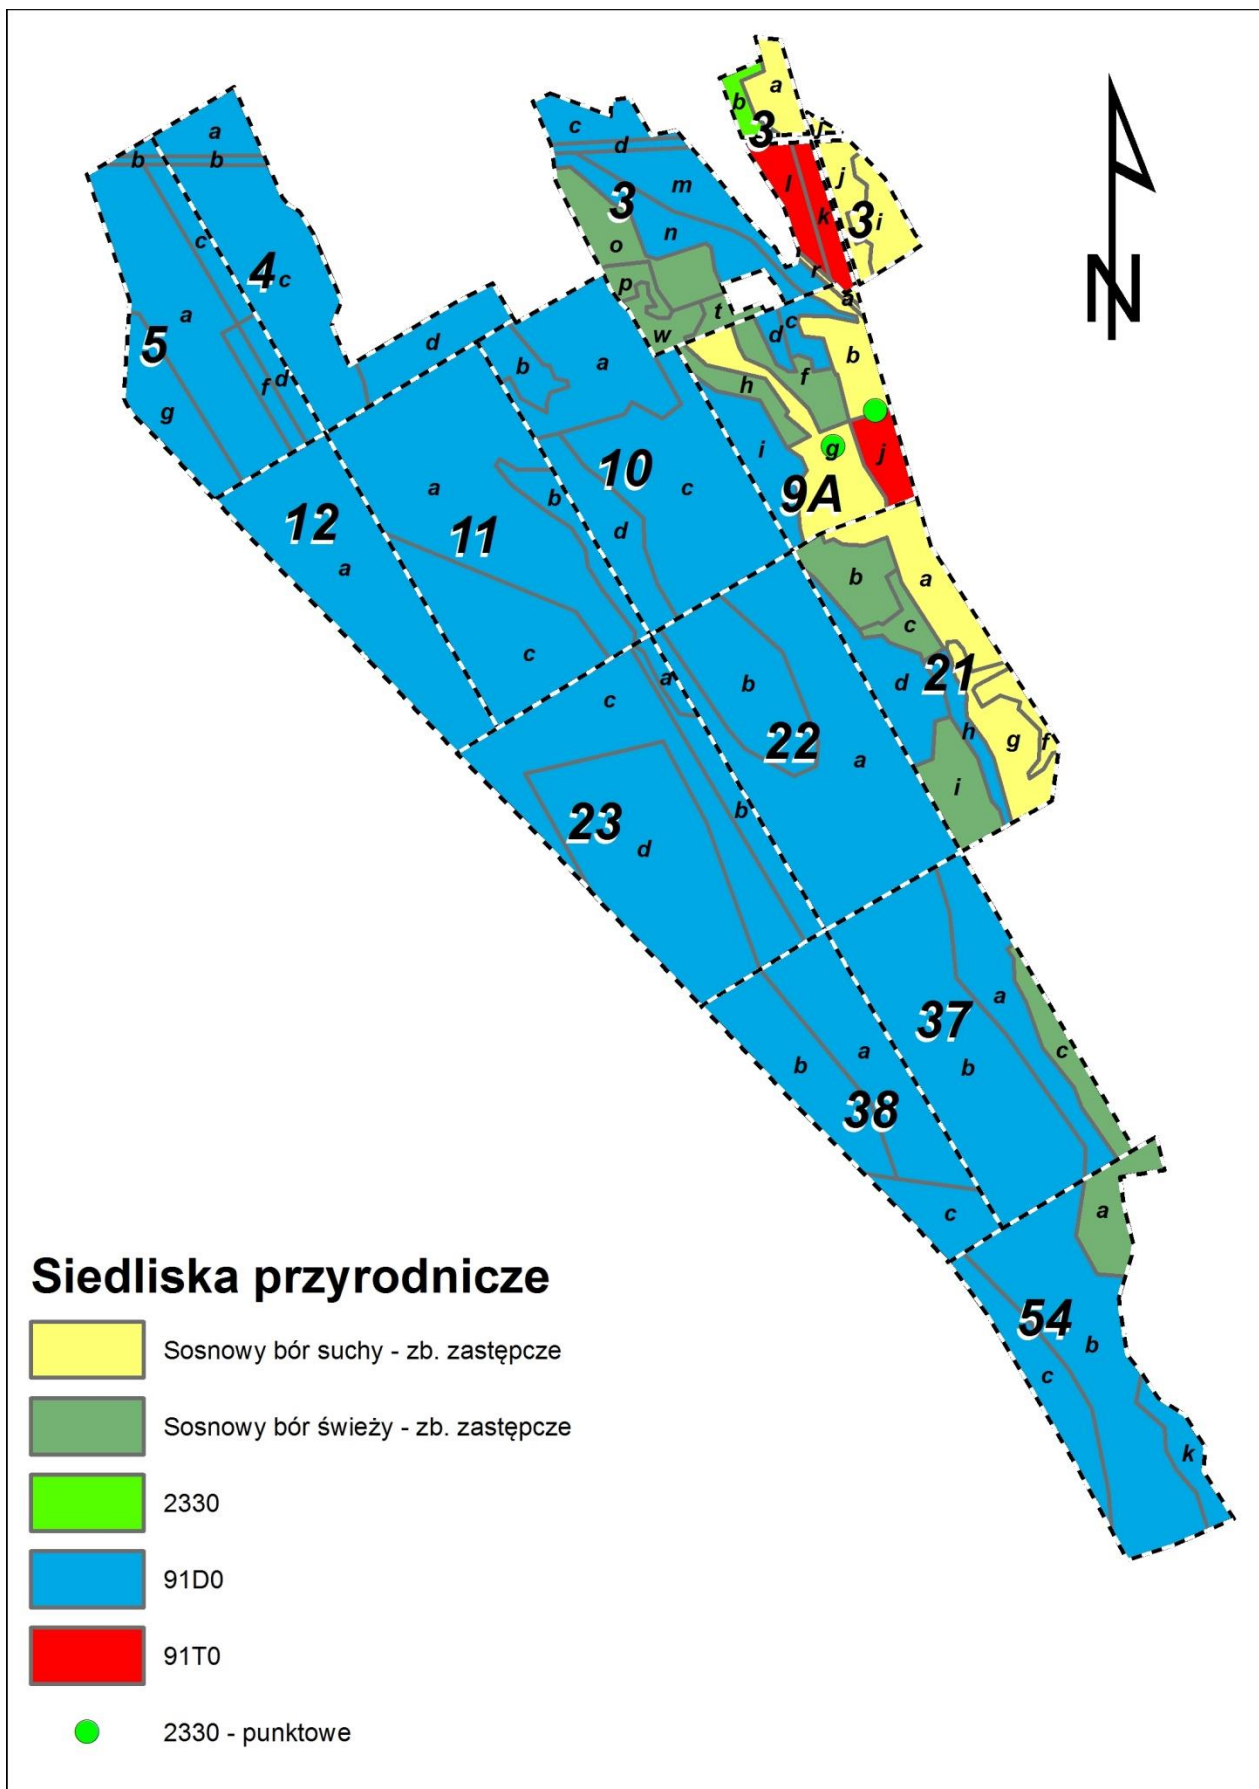 a
b
3
j
a
c
b
b
d
l
j
m
k
3
i
3
c
n
o
4
c
r
p
a
t
a
c
5
w
d
d
b
f
d
b
a
h
f
g
g
i
j
10
9A
a
c
b
12
11
d
a
b
a
c
c
21
a
d
c
b
h
22
g
f
a
i
23
b
d
37
a
c
a
b
b
38
a
c
54
b
c
k
N
Siedliska przyrodnicze
Sosnowy bór suchy - zb. zastępcze
Sosnowy bór świeży - zb. zastępcze
2330
91D0
91T0
2330 - punktowe